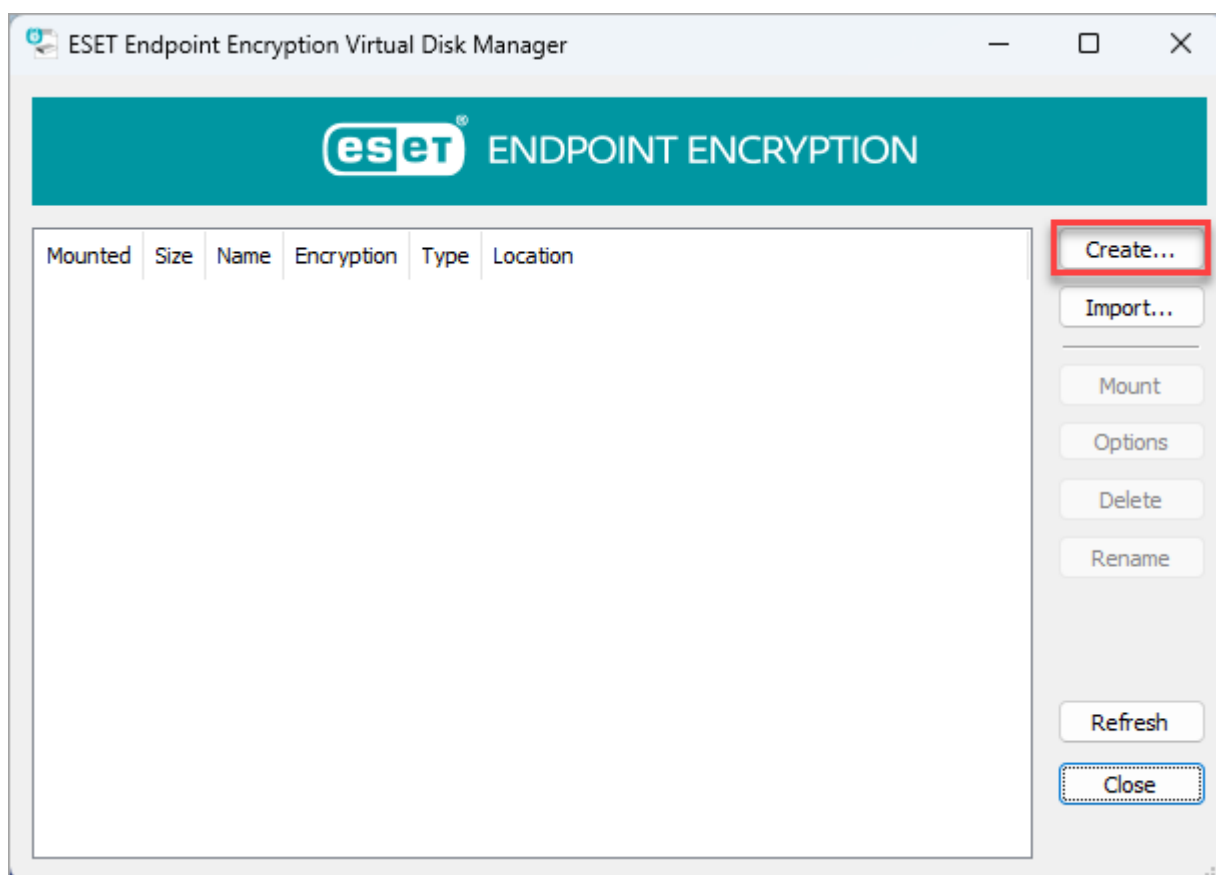 ESET Endpoint Encryption Virtual Disk Manager
eseT® ENDPOINT ENCRYPTION
Mounted Size Name Encryption Type Location
Create...
Import...
Mount
Options
Delete
Rename
Refresh
Close